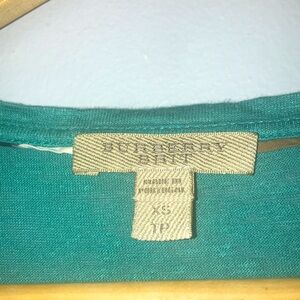 BURBERRY
BRIT
MADE IN
PORTUGAL
XS
TP